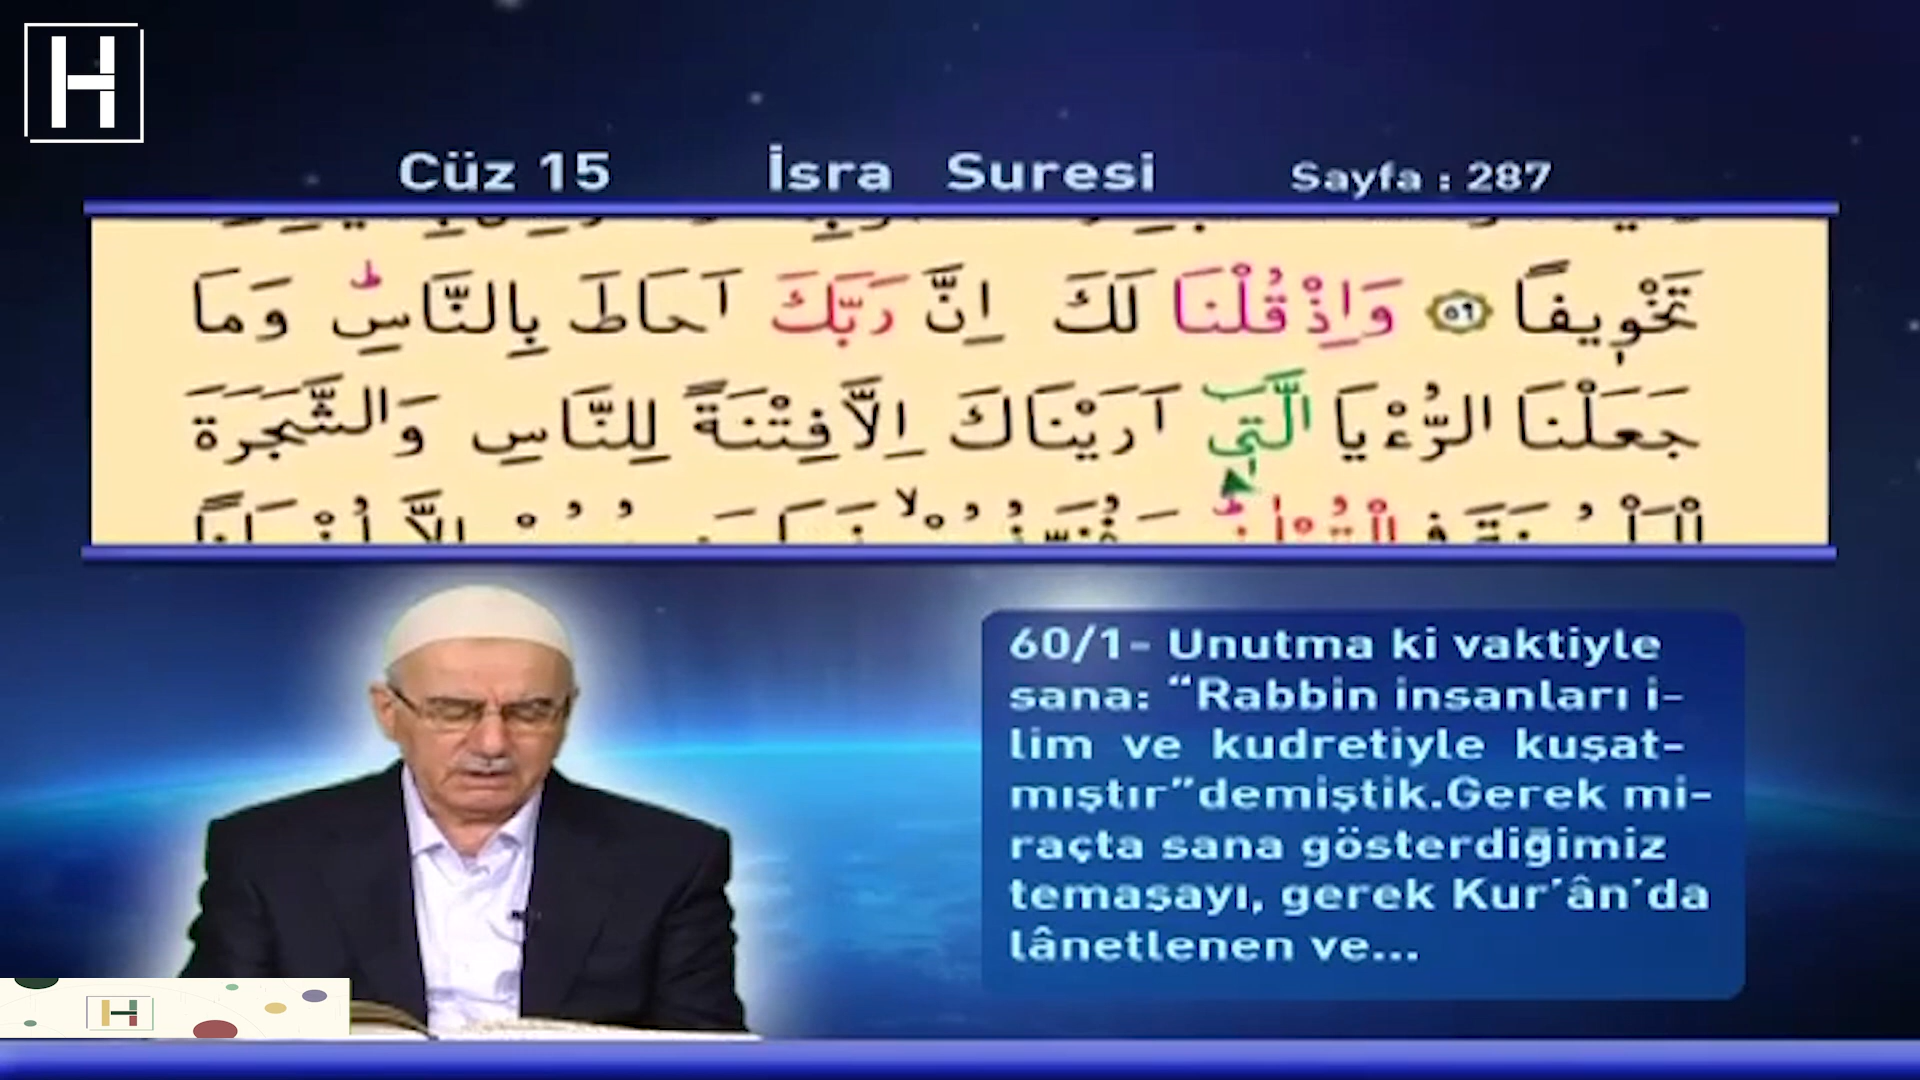 H
Cüz 15 İsra Suresi Sayfa : 287
تَخْوٖيفاً ﴿٥٩﴾ وَاِذْ قُلْنَا لَكَ اِنَّ رَبَّكَ اَحَاطَ بِالنَّاسِؕ وَمَا
جَعَلْنَا الرُّءْيَا الَّتٖٓى اَرَيْنَاكَ اِلَّا فِتْنَةً لِلنَّاسِ وَالشَّجَرَةَ
60/1- Unutma ki vaktiyle
sana: “Rabbin insanları i-
lim ve kudretiyle kuşat-
mıştır”demiştik.Gerek mi-
raçta sana gösterdiğimiz
temaşayı, gerek Kur’ân’da
lânetlenen ve...
H